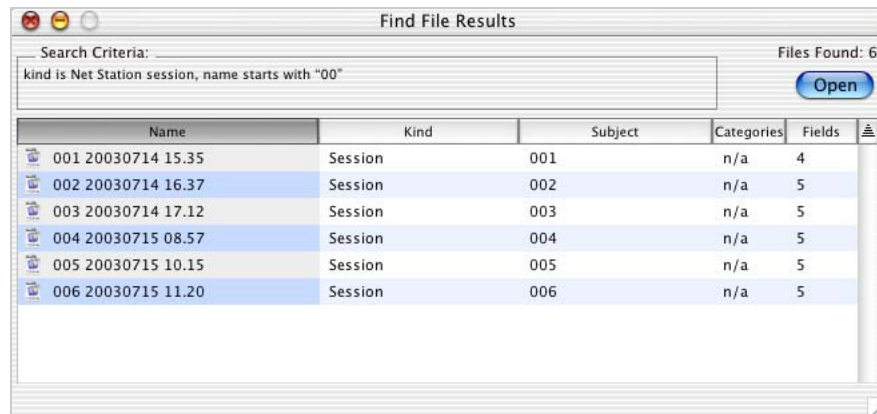 Find File Results
Search Criteria:
Files Found: 6
kind is Net Station session, name starts with “00”
Open
Name Kind Subject Categories Fields
001 20030714 15.35 Session 001 n/a 4
002 20030714 16.37 Session 002 n/a 5
003 20030714 17.12 Session 003 n/a 5
004 20030715 08.57 Session 004 n/a 5
005 20030715 10.15 Session 005 n/a 5
006 20030715 11.20 Session 006 n/a 5